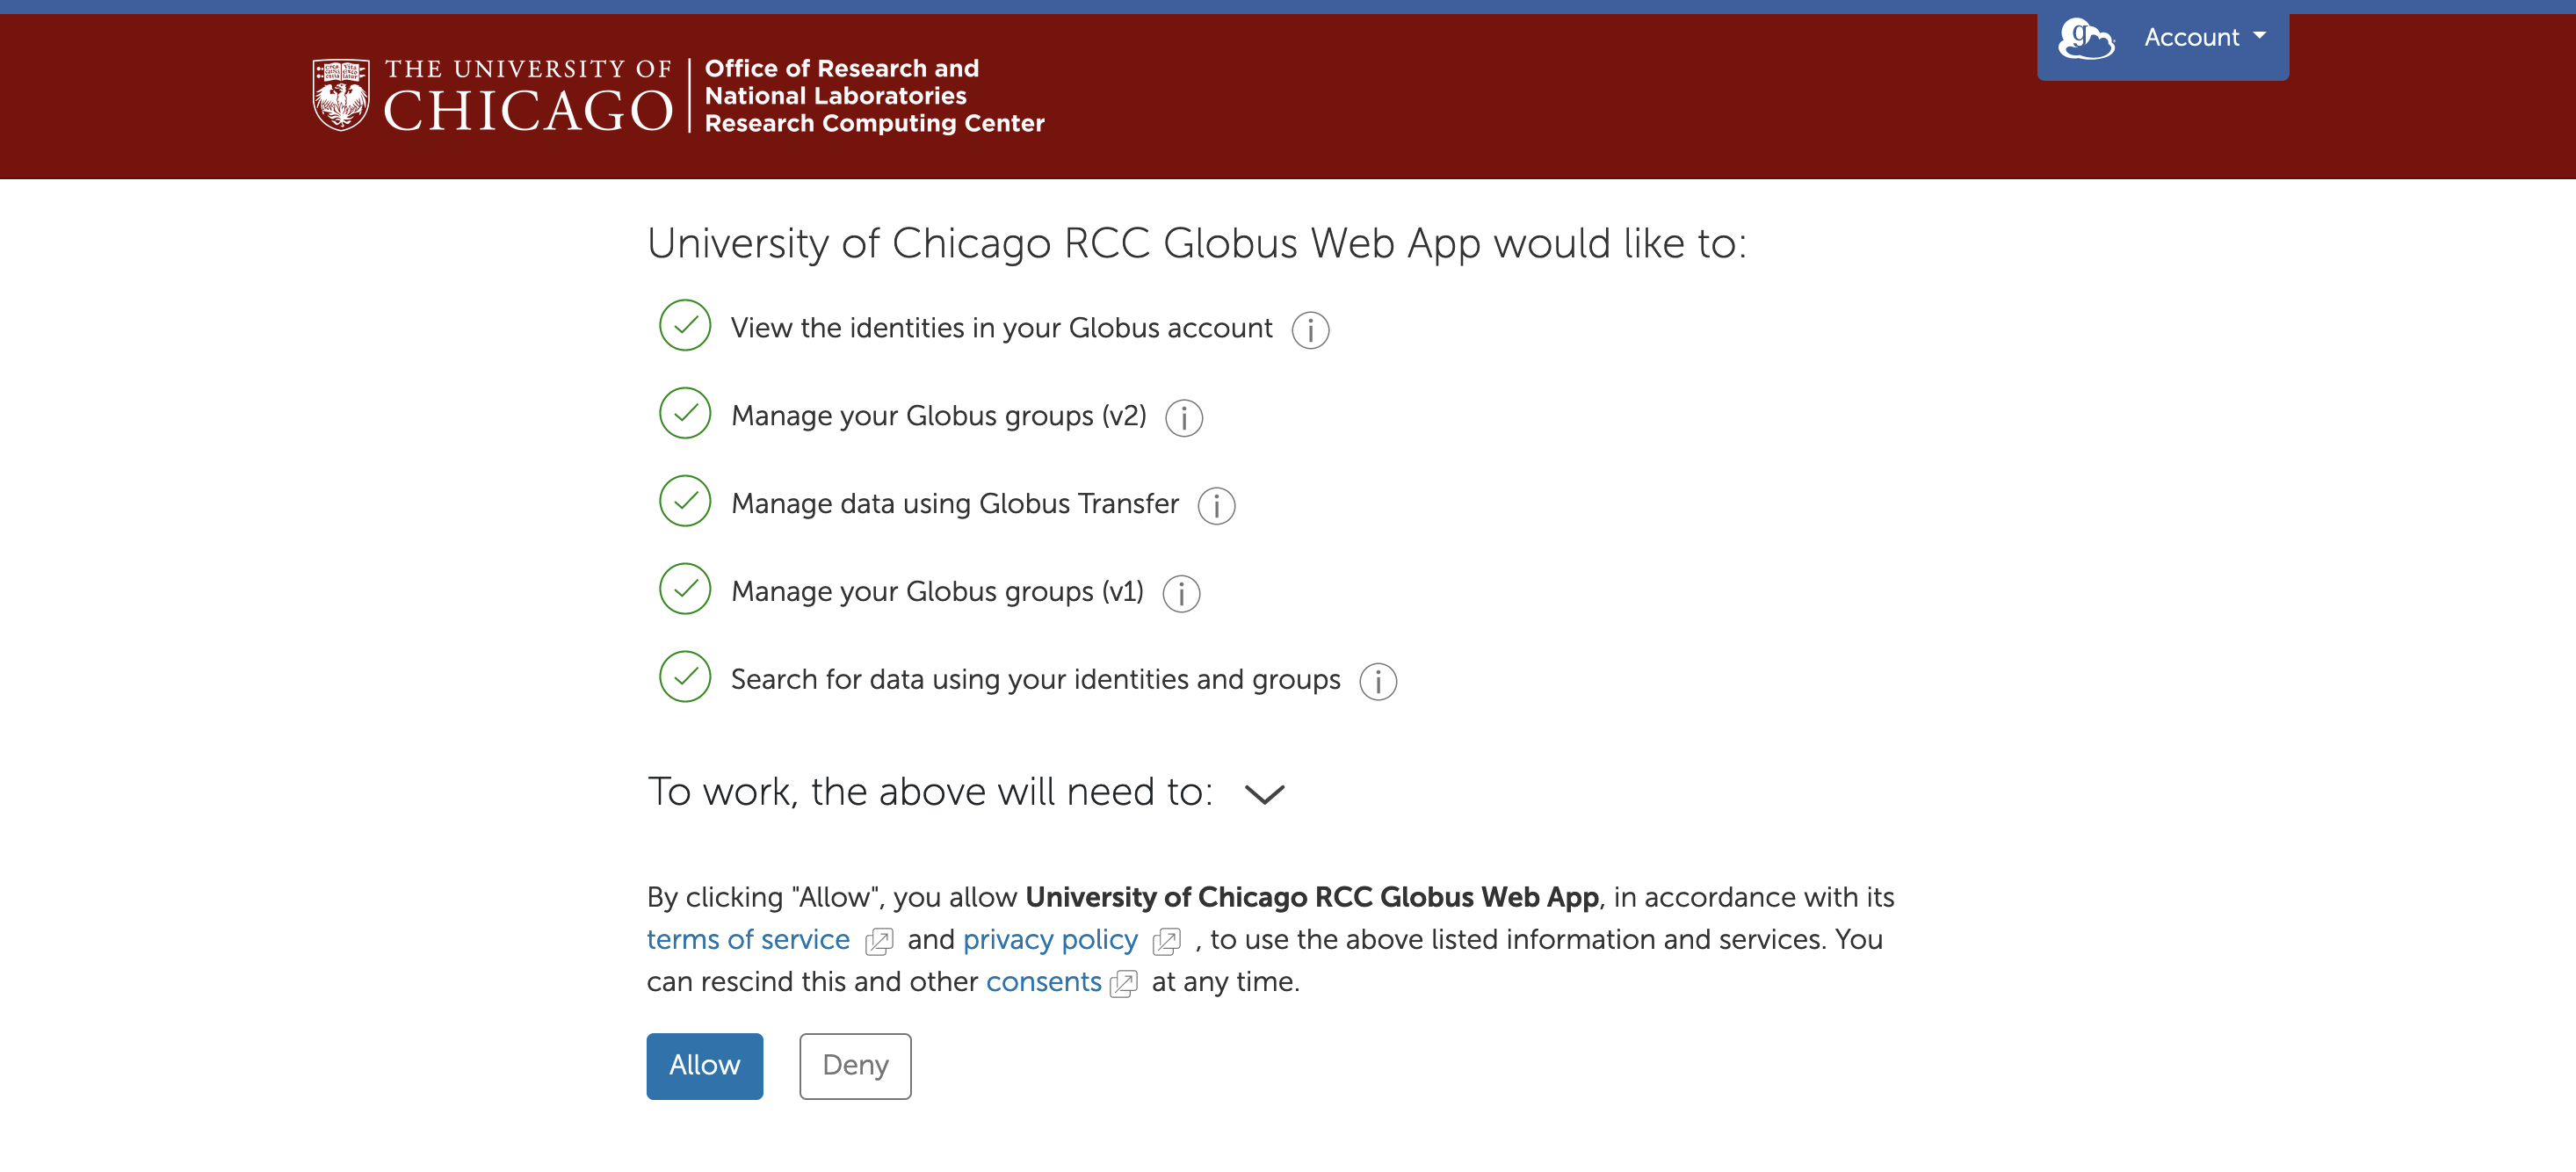 Account
THE UNIVERSITY OF
CHICAGO
Office of Research and
National Laboratories
Research Computing Center
University of Chicago RCC Globus Web App would like to:
View the identities in your Globus account
Manage your Globus groups (v2)
Manage data using Globus Transfer
Manage your Globus groups (v1)
Search for data using your identities and groups
To work, the above will need to:
By clicking "Allow", you allow University of Chicago RCC Globus Web App, in accordance with its
terms of service and privacy policy , to use the above listed information and services. You
can rescind this and other consents at any time.
Allow
Deny